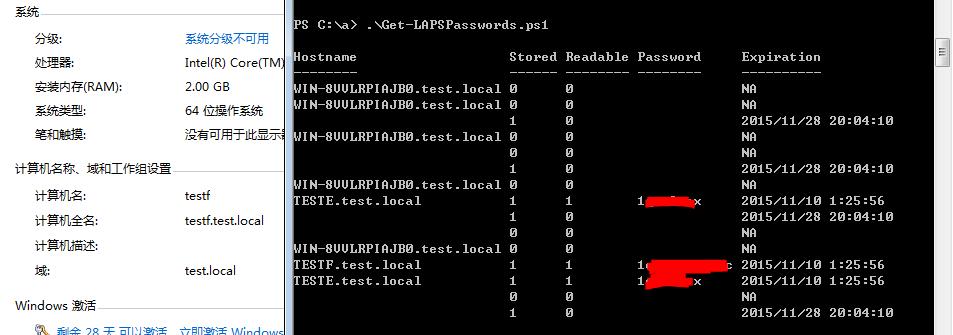 系统
分级: 系统分级不可用
处理器: Intel(R) Core(TM)
安装内存(RAM): 2.00 GB
系统类型: 64 位操作系统
笔和触摸: 没有可用于此显示
计算机名称、域和工作组设置
计算机名: testf
计算机全名: testf.test.local
计算机描述:
域: test.local
Windows 激活
剩余 28 天 可以激活 立即激活 Windows
PS C:\a> .\Get-LAPSPasswords.ps1
Hostname Stored Readable Password Expiration
-------- ------ -------- -------- ----------
WIN-8VVLRPIAJB0.test.local 0 0 NA
WIN-8VVLRPIAJB0.test.local 0 0 NA
1 0 2015/11/28 20:04:10
WIN-8VVLRPIAJB0.test.local 0 0 NA
0 0 NA
1 0 2015/11/28 20:04:10
WIN-8VVLRPIAJB0.test.local 0 0 NA
TESTE.test.local 1 1 1 x 2015/11/10 1:25:56
1 0 2015/11/28 20:04:10
0 0 NA
WIN-8VVLRPIAJB0.test.local 0 0 NA
TESTF.test.local 1 1 1 c 2015/11/10 1:25:56
TESTE.test.local 1 1 1 x 2015/11/10 1:25:56
0 0 NA
1 0 2015/11/28 20:04:10